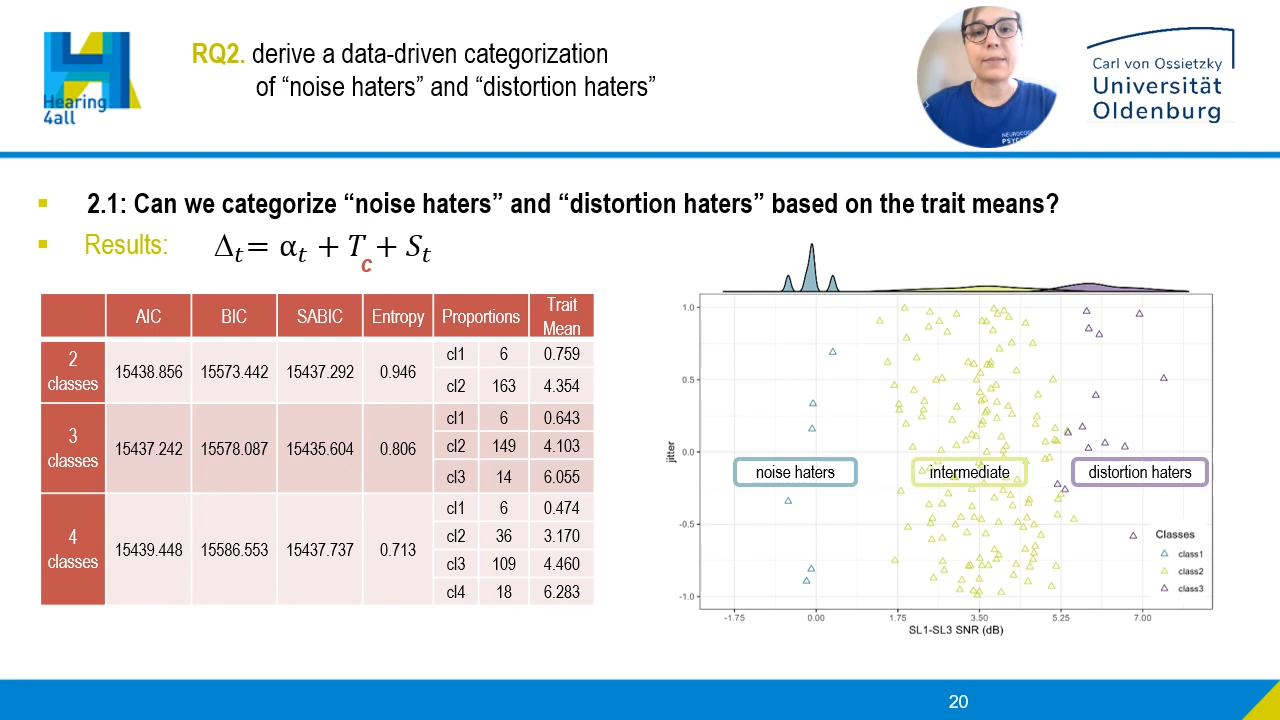 Hearing
4all
RQ2. derive a data-driven categorization
of “noise haters” and “distortion haters”
NEUROCOG
PSYC
Carl von Ossietzky
Universität
Oldenburg
2.1: Can we categorize “noise haters” and “distortion haters” based on the trait means?
Results: Δt = αt + Tc + St
AIC BIC SABIC Entropy Proportions Trait Mean
2 classes 15438.856 15573.442 15437.292 0.946
cl1 6 0.759
cl2 163 4.354
3 classes 15437.242 15578.087 15435.604 0.806
cl1 6 0.643
cl2 149 4.103
cl3 14 6.055
4 classes 15439.448 15586.553 15437.737 0.713
cl1 6 0.474
cl2 36 3.170
cl3 109 4.460
cl4 18 6.283
1.0
0.5
0.0
-0.5
-1.0
jitter
noise haters intermediate distortion haters
Classes
class1
class2
class3
-1.75 0.00 1.75 3.50 5.25 7.00
SL1-SL3 SNR (dB)
20